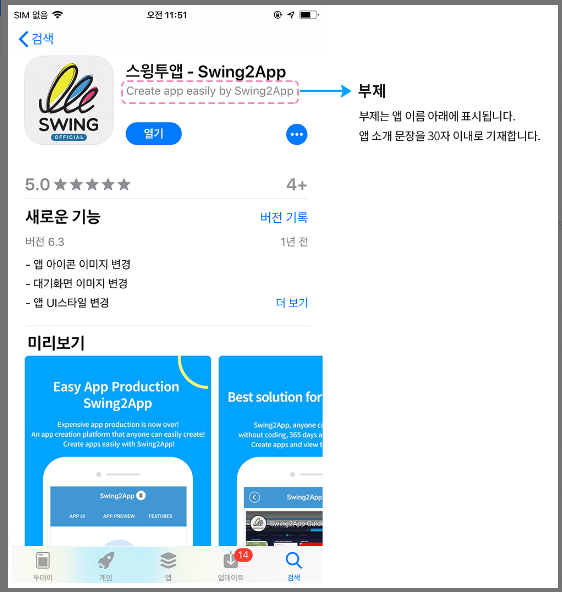 SIM 없음 오전 11:51
검색
스윙투앱 - Swing2App
Create app easily by Swing2App
SWING
OFFICIAL
열기
부제
부제는 앱 이름 아래에 표시됩니다.
앱 소개 문장을 30자 이내로 기재합니다.
5.0 ★★★★★ 4+
새로운 기능 버전 기록
버전 6.3 1년 전
- 앱 아이콘 이미지 변경
- 대기화면 이미지 변경
- 앱 UI스타일 변경 더 보기
미리보기
Easy App Production
Swing2App
Expensive app production is now over!
An app creation platform that anyone can easily create!
Create apps easily with Swing2App!
Swing2App
APP UI APP PREVIEW FEATURES
Best solution for
Swing2App, anyone ca
without coding, 365 days a
Create apps and view t
Swing2App
Swing2App Guide
투데이 게임 앱 업데이트 14 검색